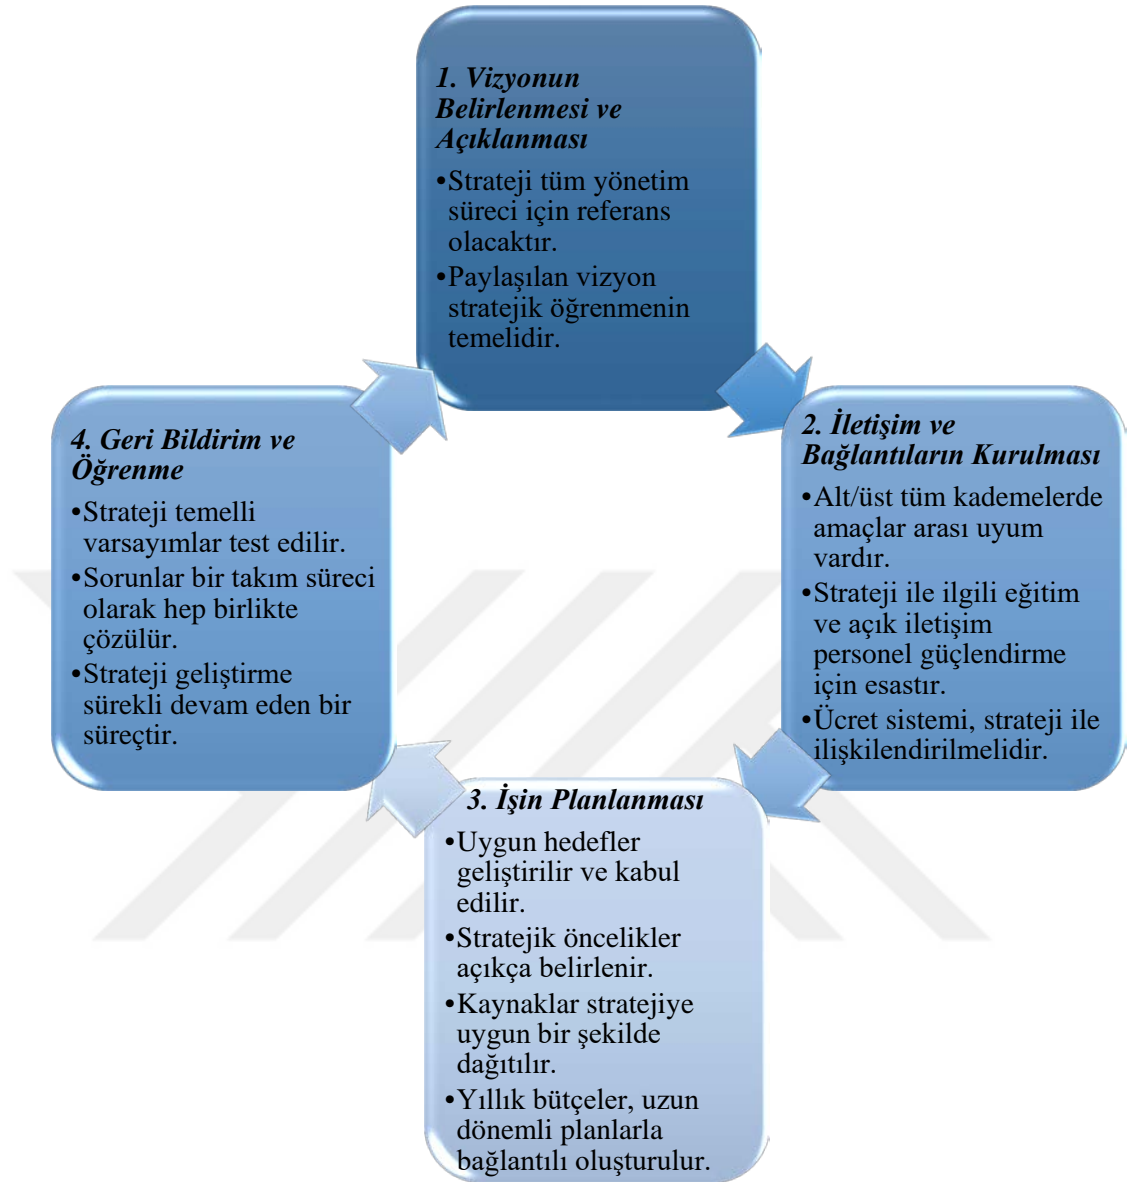 1. Vizyonun
Belirlenmesi ve
Açıklanması
•Strateji tüm yönetim
süreci için referans
olacaktır.
•Paylaşılan vizyon
stratejik öğrenmenin
temelidir.
2. İletişim ve
Bağlantıların Kurulması
•Alt/üst tüm kademelerde
amaçlar arası uyum
vardır.
•Strateji ile ilgili eğitim
ve açık iletişim
personel güçlendirme
için esastır.
•Ücret sistemi, strateji ile
ilişkilendirilmelidir.
3. İşin Planlanması
•Uygun hedefler
geliştirilir ve kabul
edilir.
•Stratejik öncelikler
açıkça belirlenir.
•Kaynaklar stratejiye
uygun bir şekilde
dağıtılır.
•Yıllık bütçeler, uzun
dönemli planlarla
bağlantılı oluşturulur.
4. Geri Bildirim ve
Öğrenme
•Strateji temelli
varsayımlar test edilir.
•Sorunlar bir takım süreci
olarak hep birlikte
çözülür.
•Strateji geliştirme
sürekli devam eden bir
süreçtir.